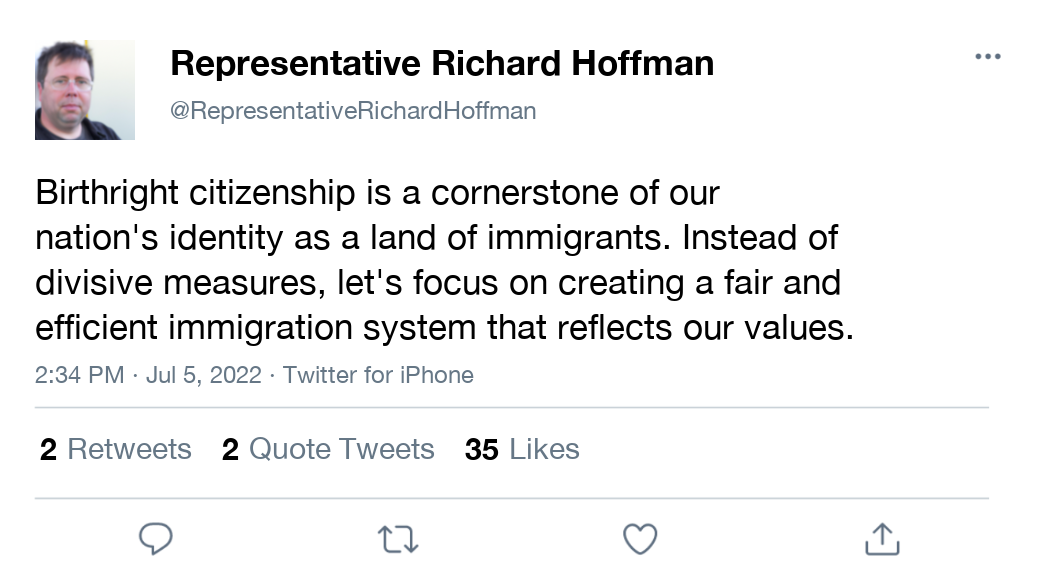 Representative Richard Hoffman
@RepresentativeRichardHoffman
Birthright citizenship is a cornerstone of our
nation's identity as a land of immigrants. Instead of
divisive measures, let's focus on creating a fair and
efficient immigration system that reflects our values.
2:34 PM · Jul 5, 2022 · Twitter for iPhone
2 Retweets 2 Quote Tweets 35 Likes